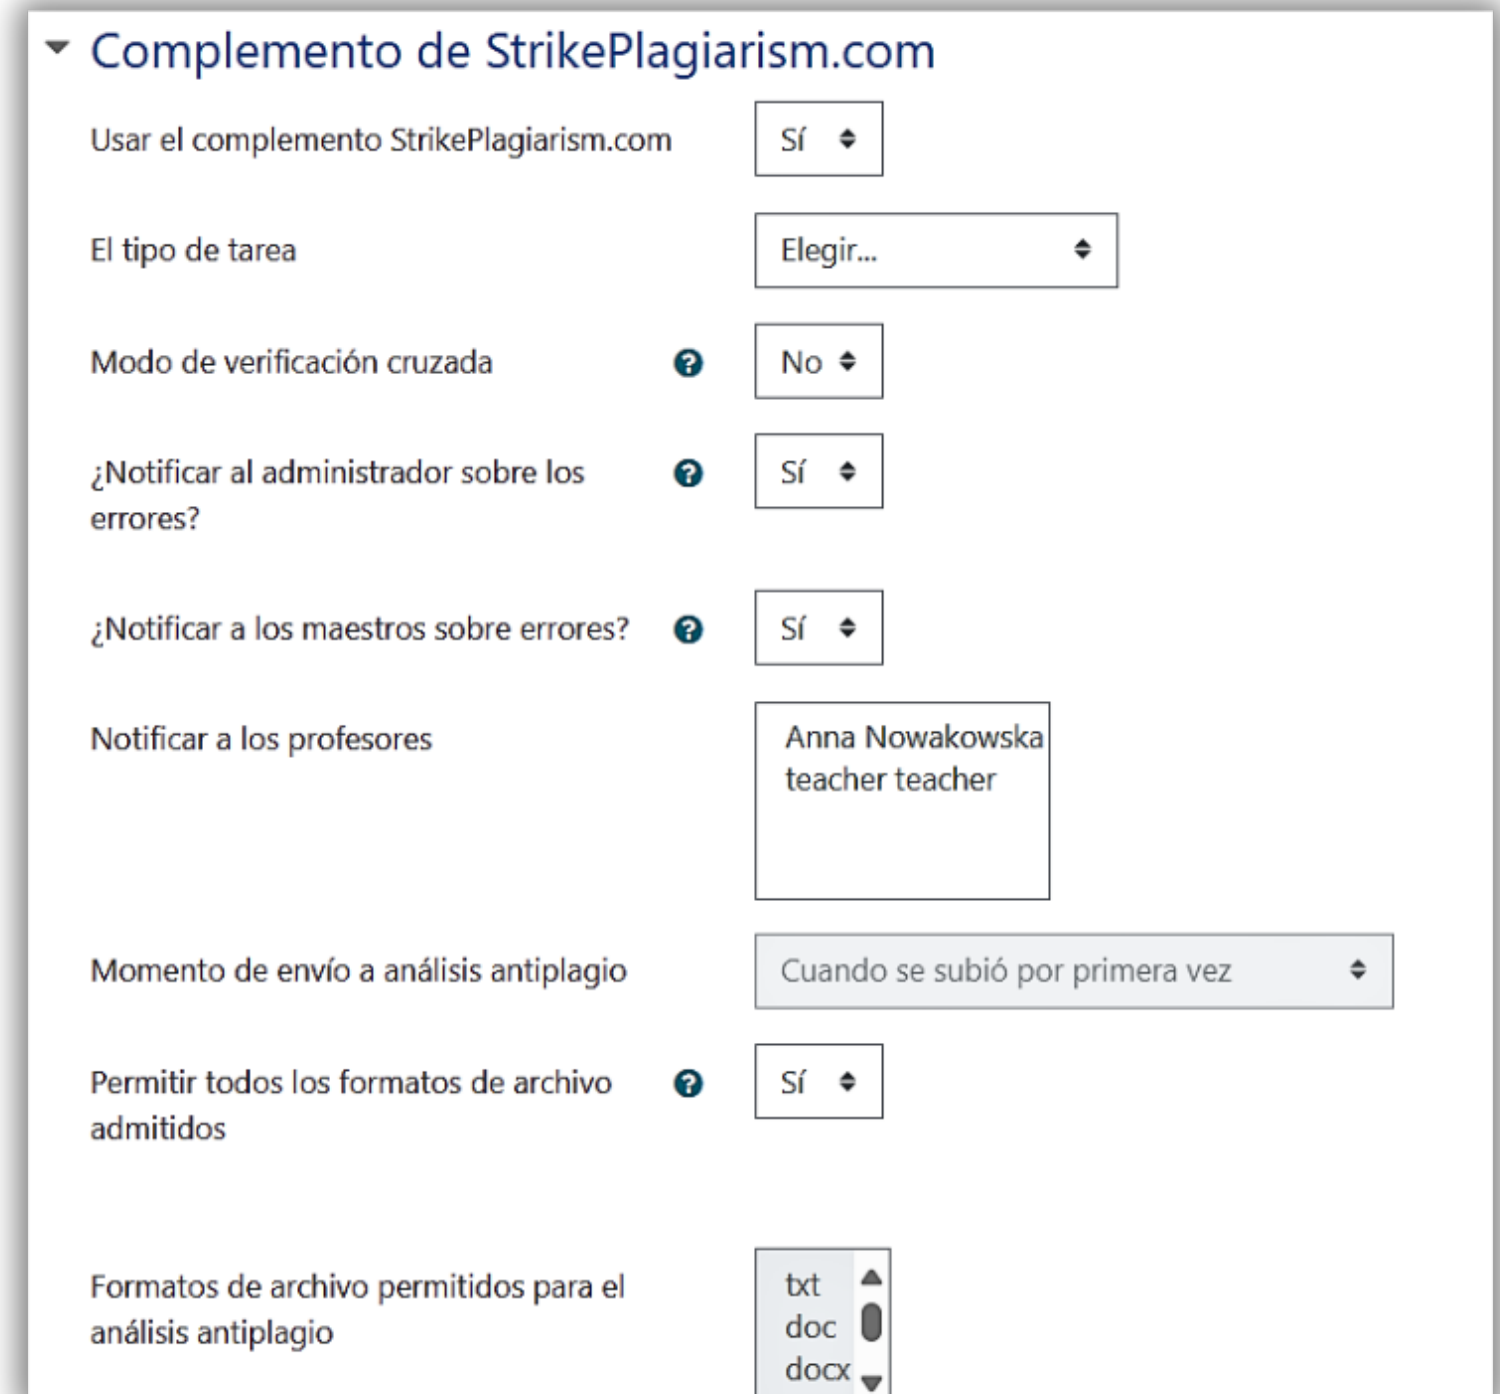 Complemento de StrikePlagiarism.com
Usar el complemento StrikePlagiarism.com
Sí
El tipo de tarea
Elegir...
Modo de verificación cruzada
No
¿Notificar al administrador sobre los
errores?
Sí
¿Notificar a los maestros sobre errores?
Sí
Notificar a los profesores
Anna Nowakowska
teacher teacher
Momento de envío a análisis antiplagio
Cuando se subió por primera vez
Permitir todos los formatos de archivo
admitidos
Sí
Formatos de archivo permitidos para el
análisis antiplagio
txt
doc
docx